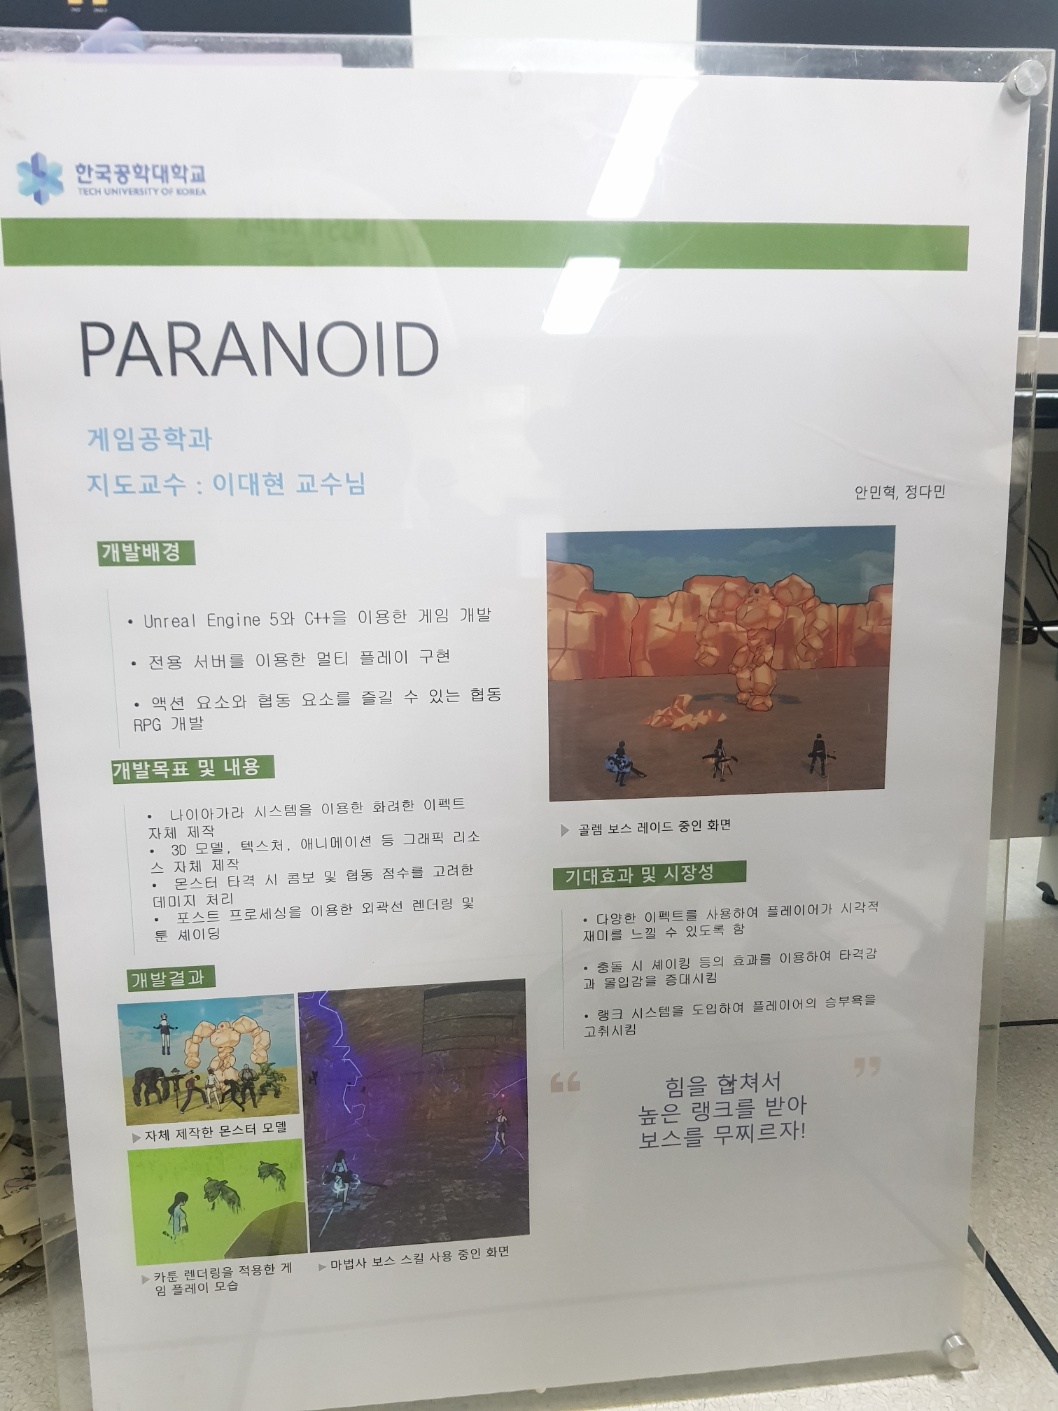 한국공학대학교
TECH UNIVERSITY OF KOREA
PARANOID
게임공학과
지도교수 : 이대현 교수님
안민혁, 정다민
개발배경
• Unreal Engine 5와 C++을 이용한 게임 개발
• 전용 서버를 이용한 멀티 플레이 구현
• 액션 요소와 협동 요소를 즐길 수 있는 협동
RPG 개발
개발목표 및 내용
• 나이아가라 시스템을 이용한 화려한 이펙트
자체 제작
• 3D 모델, 텍스처, 애니메이션 등 그래픽 리소
스 자체 제작
• 몬스터 타격 시 콤보 및 협동 점수를 고려한
데미지 처리
• 포스트 프로세싱을 이용한 외곽선 렌더링 및
툰 셰이딩
개발결과
▶자체 제작한 몬스터 모델
▶카툰 렌더링을 적용한 게
임 플레이 모습
▶마법사 보스 스킬 사용 중인 화면
▶ 골렘 보스 레이드 중인 화면
기대효과 및 시장성
• 다양한 이펙트를 사용하여 플레이어가 시각적
재미를 느낄 수 있도록 함
• 충돌 시 셰이킹 등의 효과를 이용하여 타격감
과 몰입감을 증대시킴
• 랭크 시스템을 도입하여 플레이어의 승부욕을
고취시킴
“ 힘을 합쳐서 ”
높은 랭크를 받아
보스를 무찌르자!